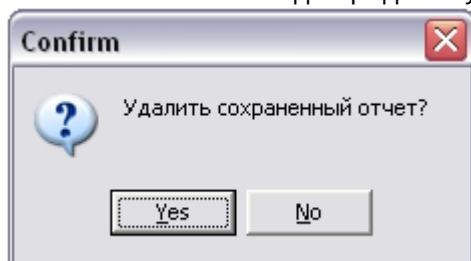 Confirm
Удалить сохраненный отчет?
Yes
No